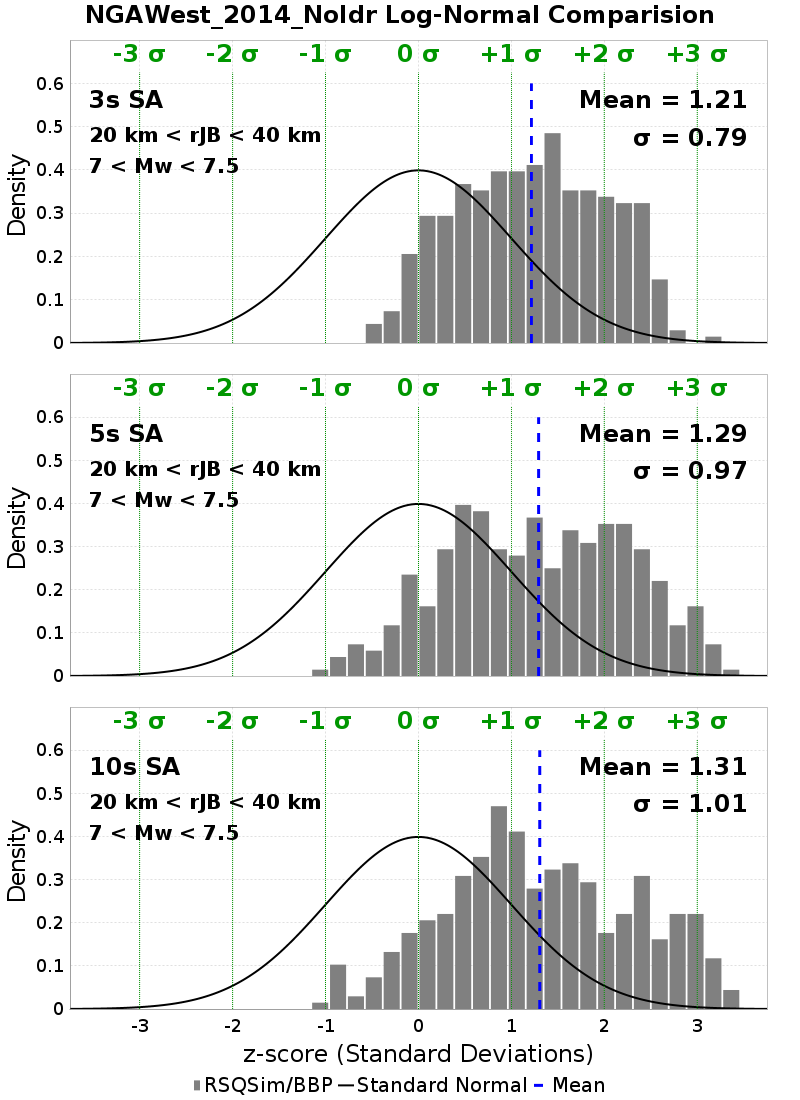 NGAWest_2014_NoIdr Log-Normal Comparision
-3 σ -2 σ -1 σ 0 σ +1 σ +2 σ +3 σ
3s SA Mean = 1.21
20 km < rJB < 40 km σ = 0.79
7 < Mw < 7.5
0.6
0.5
0.4
0.3
0.2
0.1
0
Density
-3 σ -2 σ -1 σ 0 σ +1 σ +2 σ +3 σ
5s SA Mean = 1.29
20 km < rJB < 40 km σ = 0.97
7 < Mw < 7.5
0.6
0.5
0.4
0.3
0.2
0.1
0
Density
-3 σ -2 σ -1 σ 0 σ +1 σ +2 σ +3 σ
10s SA Mean = 1.31
20 km < rJB < 40 km σ = 1.01
7 < Mw < 7.5
0.6
0.5
0.4
0.3
0.2
0.1
0
Density
-3 -2 -1 0 1 2 3
z-score (Standard Deviations)
RSQSim/BBP Standard Normal Mean